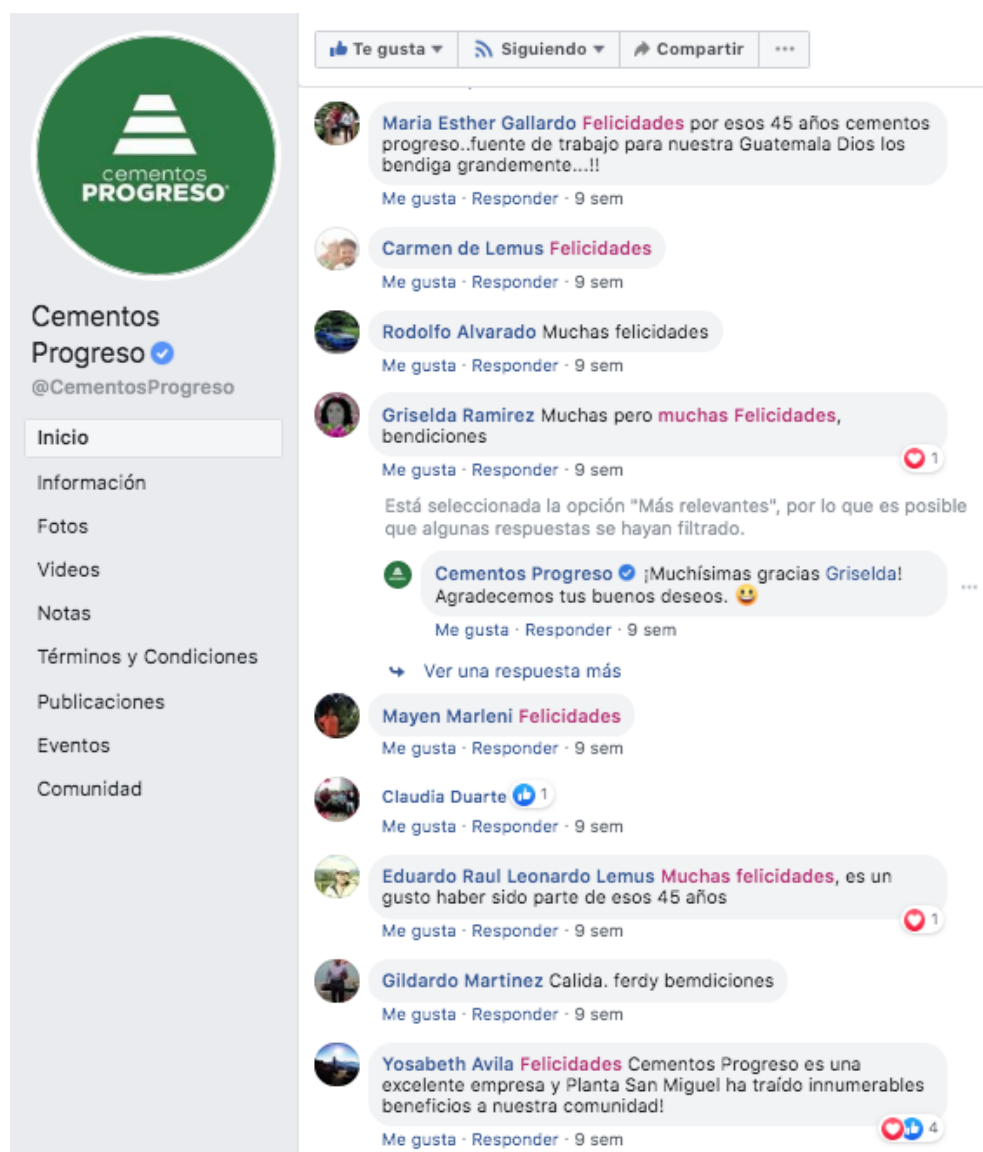 cementos
PROGRESO
Cementos
Progreso
@CementosProgreso
Inicio
Información
Fotos
Videos
Notas
Términos y Condiciones
Publicaciones
Eventos
Comunidad
Te gusta
Siguiendo
Compartir
Maria Esther Gallardo Felicidades por esos 45 años cementos
progreso..fuente de trabajo para nuestra Guatemala Dios los
bendiga grandemente...!!
Me gusta · Responder · 9 sem
Carmen de Lemus Felicidades
Me gusta · Responder · 9 sem
Rodolfo Alvarado Muchas felicidades
Me gusta · Responder · 9 sem
Griselda Ramirez Muchas pero muchas Felicidades,
bendiciones
1
Me gusta · Responder · 9 sem
Está seleccionada la opción "Más relevantes", por lo que es posible
que algunas respuestas se hayan filtrado.
Cementos Progreso ¡Muchísimas gracias Griselda!
Agradecemos tus buenos deseos. 😃
Me gusta · Responder · 9 sem
Ver una respuesta más
Mayen Marleni Felicidades
Me gusta · Responder · 9 sem
Claudia Duarte 1
Me gusta · Responder · 9 sem
Eduardo Raul Leonardo Lemus Muchas felicidades, es un
gusto haber sido parte de esos 45 años
1
Me gusta · Responder · 9 sem
Gildardo Martinez Calida. ferdy bemdiciones
Me gusta · Responder · 9 sem
Yosabeth Avila Felicidades Cementos Progreso es una
excelente empresa y Planta San Miguel ha traído innumerables
beneficios a nuestra comunidad!
4
Me gusta · Responder · 9 sem